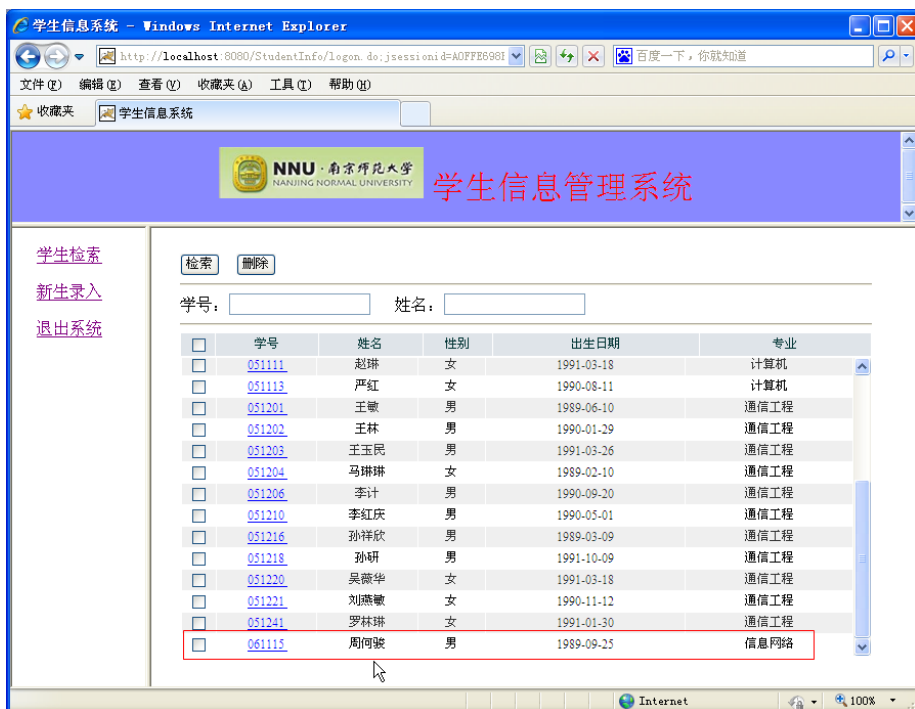 学生信息系统 - Windows Internet Explorer
http://localhost:8080/StudentInfo/logon.do;jsessionid=A0FFE698 百度一下，你就知道
文件(F) 编辑(E) 查看(V) 收藏夹(A) 工具(T) 帮助(H)
收藏夹 学生信息系统
NNU·南京师范大学
NANJING NORMAL UNIVERSITY
学生信息管理系统
学生检索
新生录入
退出系统
检索 删除
学号： 姓名：
学号 姓名 性别 出生日期 专业
051111 赵琳 女 1991-03-18 计算机
051113 严红 女 1990-08-11 计算机
051201 王敏 男 1989-06-10 通信工程
051202 王林 男 1990-01-29 通信工程
051203 王玉民 男 1991-03-26 通信工程
051204 马琳琳 女 1989-02-10 通信工程
051206 李计 男 1990-09-20 通信工程
051210 李红庆 男 1990-05-01 通信工程
051216 孙祥欣 男 1989-03-09 通信工程
051218 孙研 男 1991-10-09 通信工程
051220 吴薇华 女 1991-03-18 通信工程
051221 刘燕敏 女 1990-11-12 通信工程
051241 罗林琳 女 1991-01-30 通信工程
061115 周何骏 男 1989-09-25 信息网络
Internet 100%